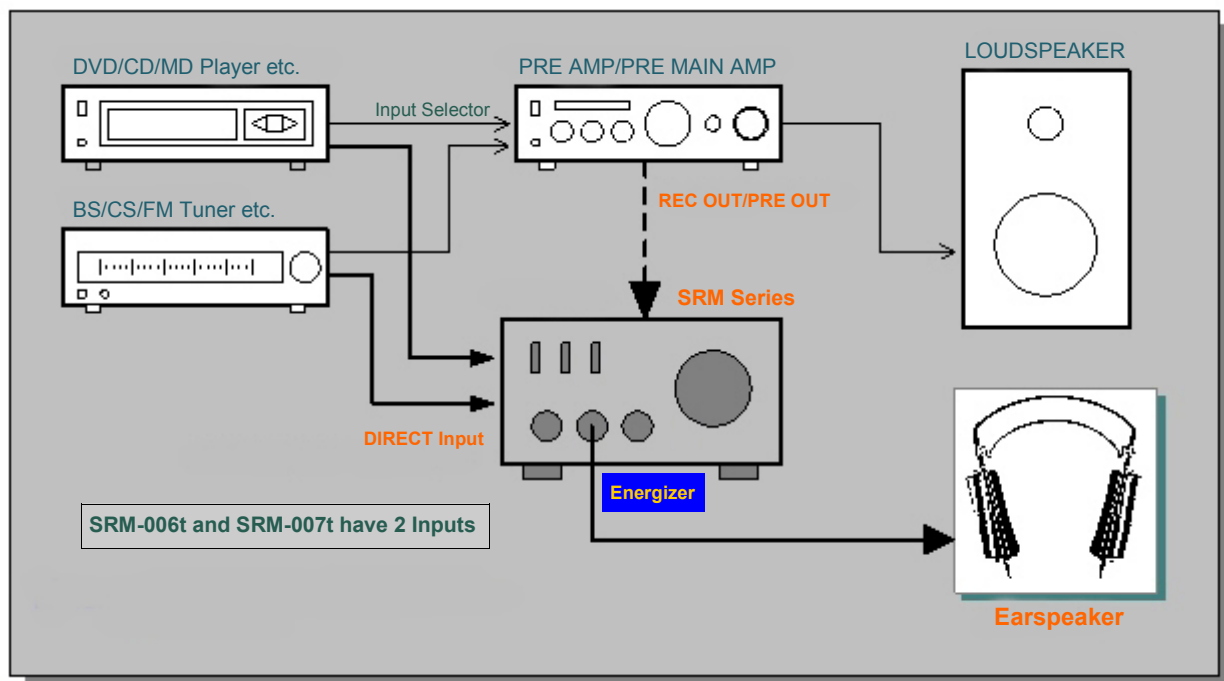 LOUDSPEAKER
DVD/CD/MD Player etc.
PRE AMP/PRE MAIN AMP
Input Selector
REC OUT/PRE OUT
BS/CS/FM Tuner etc.
SRM Series
DIRECT Input
Energizer
SRM-006t and SRM-007t have 2 Inputs
Earspeaker